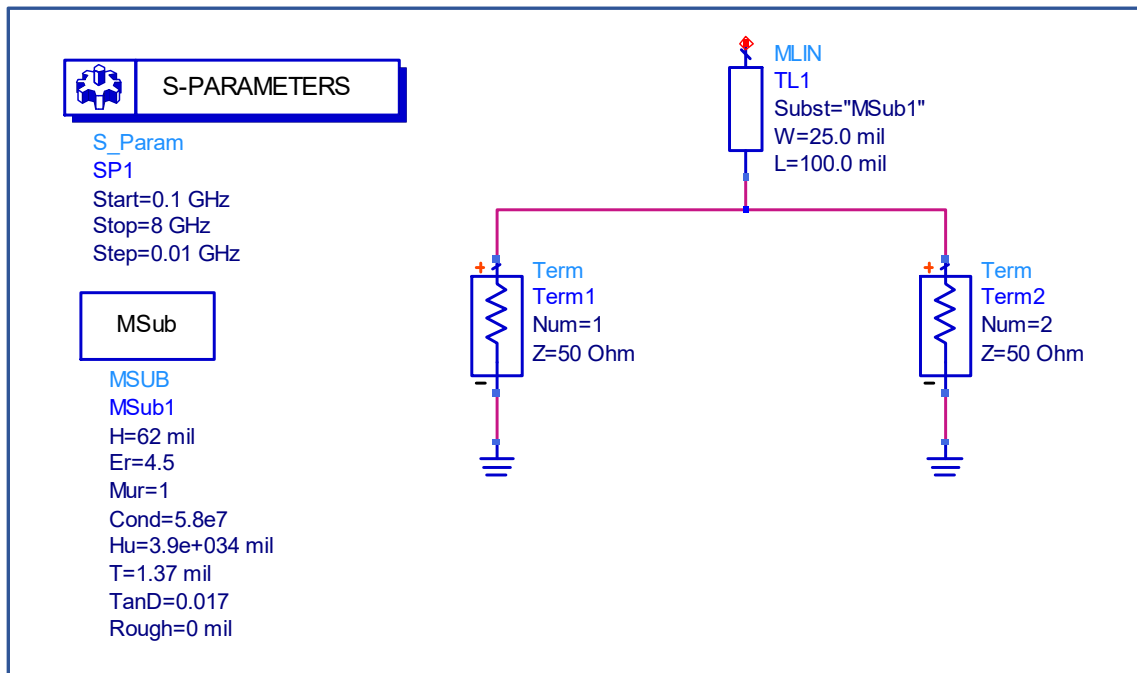 S-PARAMETERS
S_Param
SP1
Start=0.1 GHz
Stop=8 GHz
Step=0.01 GHz
MSub
MSUB
MSub1
H=62 mil
Er=4.5
Mur=1
Cond=5.8e7
Hu=3.9e+034 mil
T=1.37 mil
TanD=0.017
Rough=0 mil
MLIN
TL1
Subst="MSub1"
W=25.0 mil
L=100.0 mil
+
Term
Term1
Num=1
Z=50 Ohm
-
+
Term
Term2
Num=2
Z=50 Ohm
-